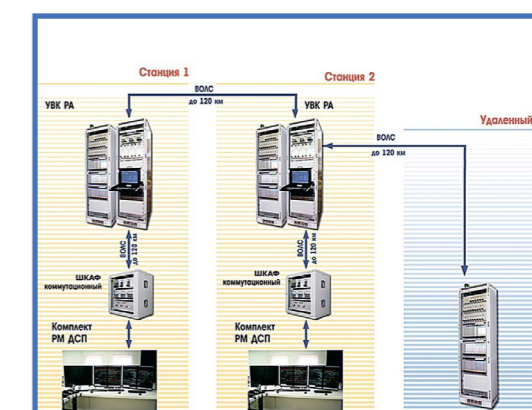 Станция 1
Станция 2
Удаленный
ВОЛС
до 120 км
УВК РА
УВК РА
ВОЛС
до 120 км
ВОЛС
до 120 км
ВОЛС
до 120 км
ШКАФ
коммутационный
ШКАФ
коммутационный
Комплект
РМ ДСП
Комплект
РМ ДСП